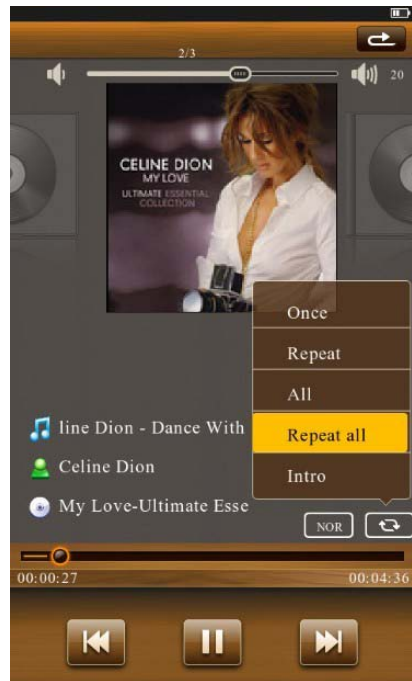 2/3
20
CELINE DION
MY LOVE
ULTIMATE ESSENTIAL
COLLECTION
Once
Repeat
All
Repeat all
Intro
line Dion - Dance With
Celine Dion
My Love-Ultimate Esse
NOR
00:00:27
00:04:36